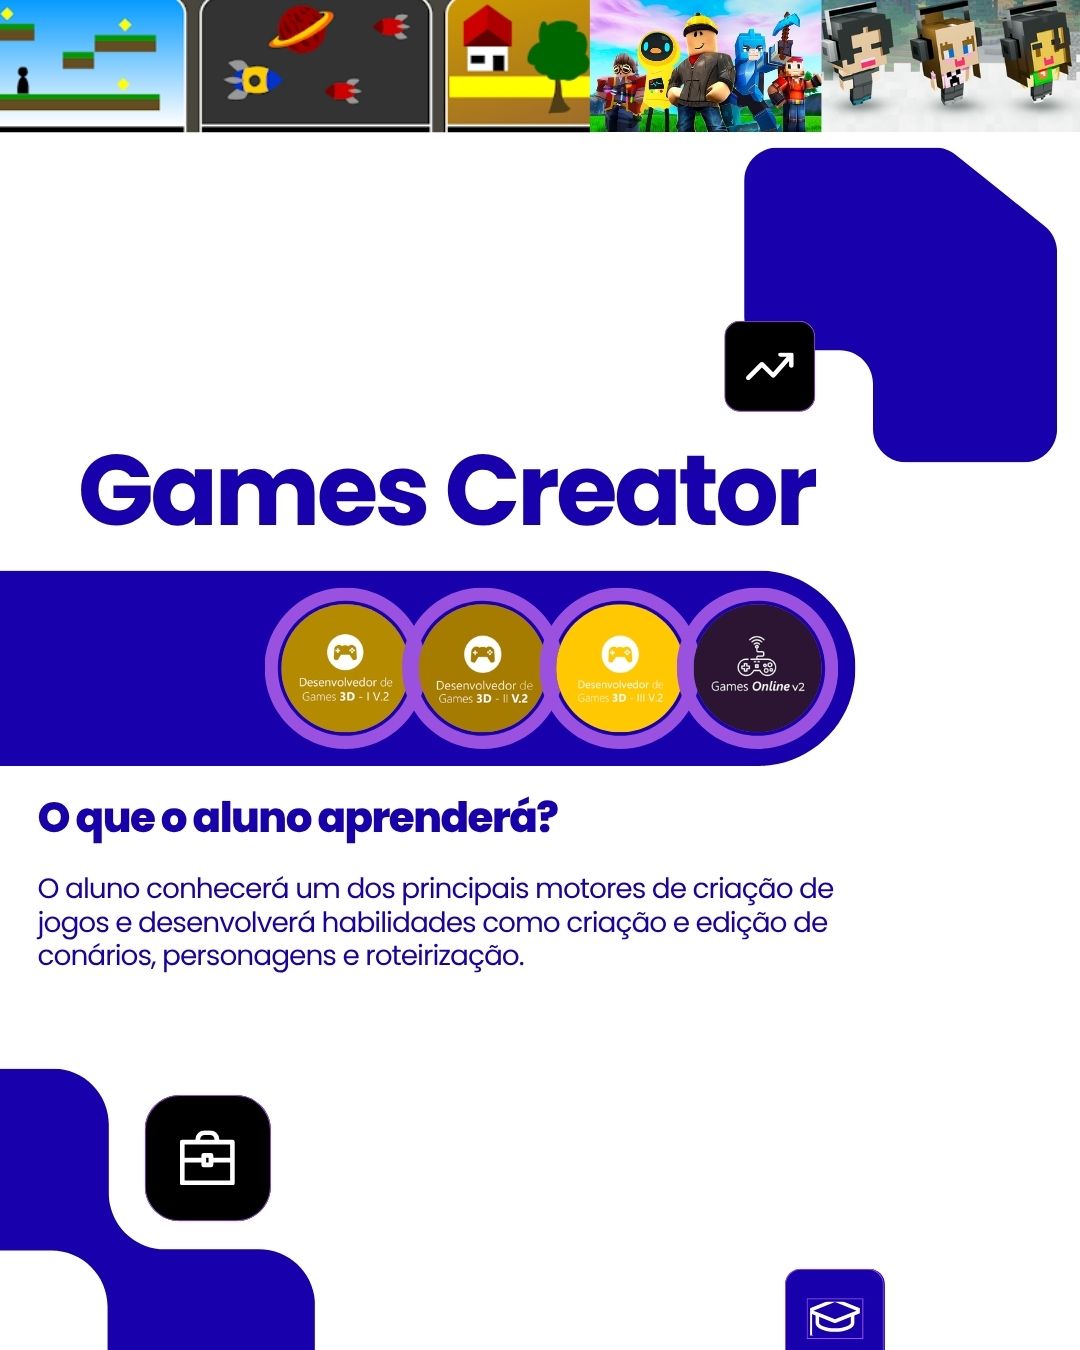 Games Creator
Desenvolvedor de
Games 3D - I V.2
Desenvolvedor de
Games 3D - II V.2
Desenvolvedor de
Games 3D - III V.2
Games Online v2
O que o aluno aprenderá?
O aluno conhecerá um dos principais motores de criação de
jogos e desenvolverá habilidades como criação e edição de
conários, personagens e roteirização.